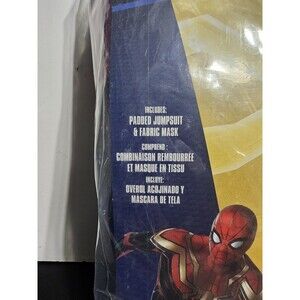 INCLUDES:
PADDED JUMPSUIT
& FABRIC MASK
COMPREND:
COMBINAISON REMBOURRÉE
ET MASQUE EN TISSU
INCLUYE:
OVEROL ACOJINADO Y
MÁSCARA DE TELA